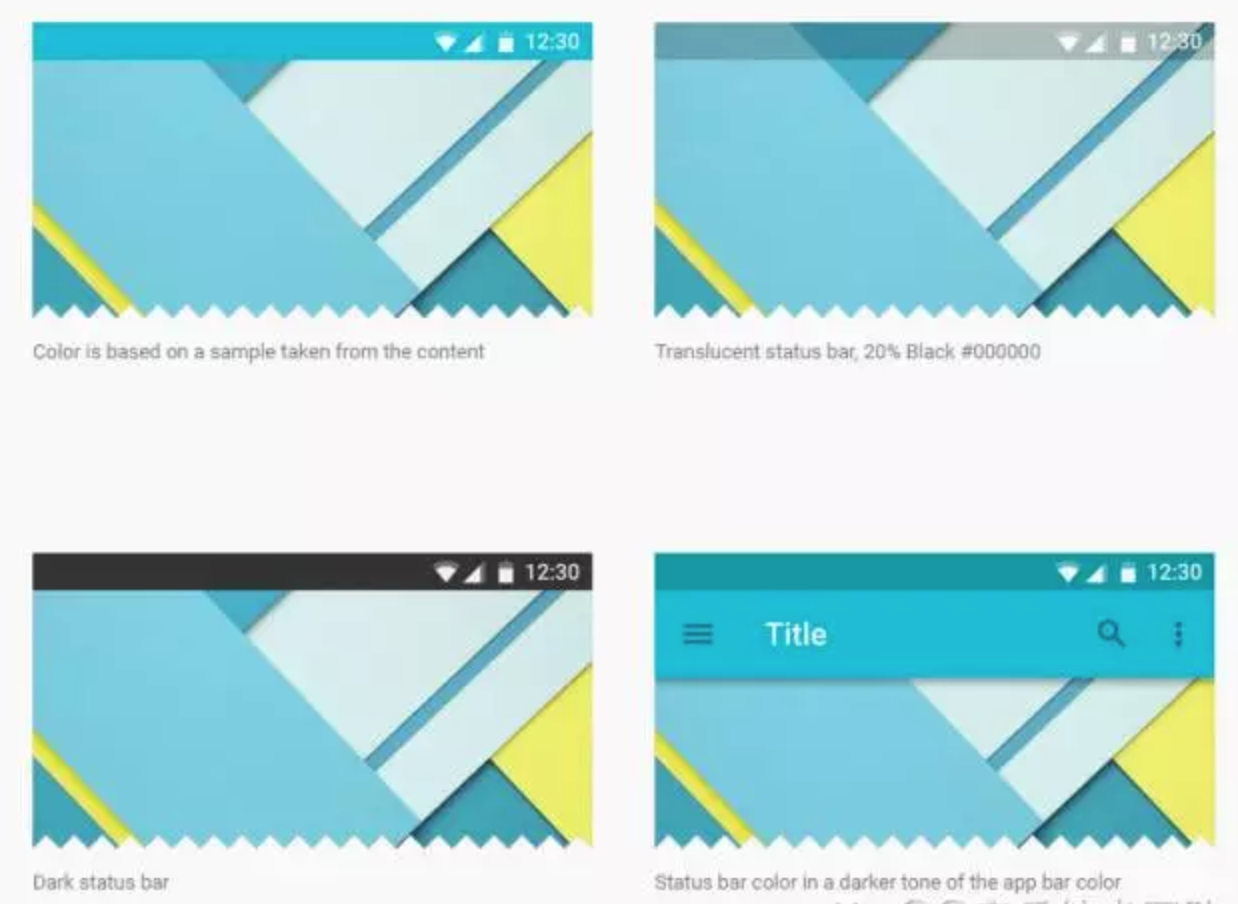 12:30
12:30
Color is based on a sample taken from the content
Translucent status bar, 20% Black #000000
12:30
12:30
Title
Dark status bar
Status bar color in a darker tone of the app bar color